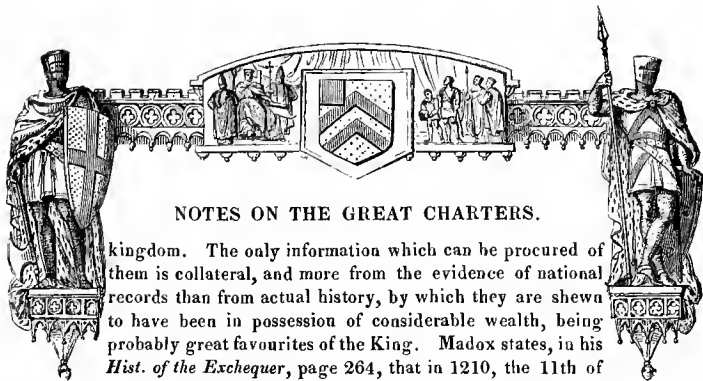 NOTES ON THE GREAT CHARTERS.
kingdom. The only information which can be procured of
them is collateral, and more from the evidence of national
records than from actual history, by which they are shewn
to have been in possession of considerable wealth, being
probably great favourites of the King. Madox states, in his
Hist. of the Exchequer, page 264, that in 1210, the 11th of